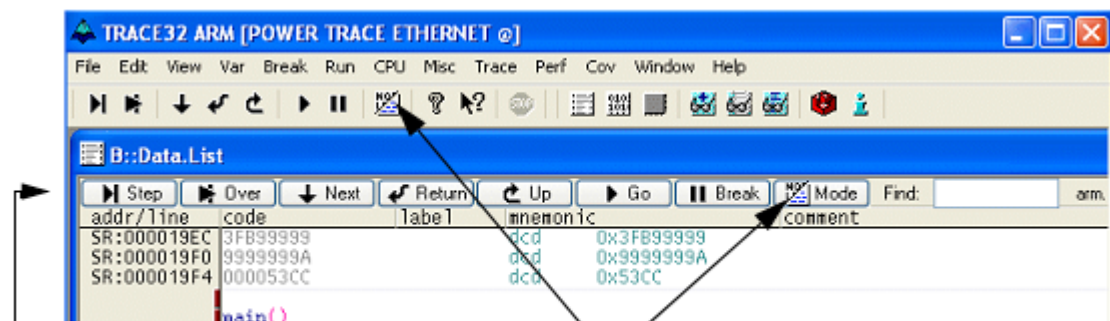 TRACE32 ARM [POWER TRACE ETHERNET @]
File Edit View Var Break Run CPU Misc Trace Perf Cov Window Help
B::Data.List
Step Over Next Return Up Go Break Mode Find: arm.
addr/line code label mnemonic comment
SR:000019EC 3FB99999 dcd 0x3FB99999
SR:000019F0 9999999A dcd 0x9999999A
SR:000019F4 000053CC dcd 0x53CC
main()